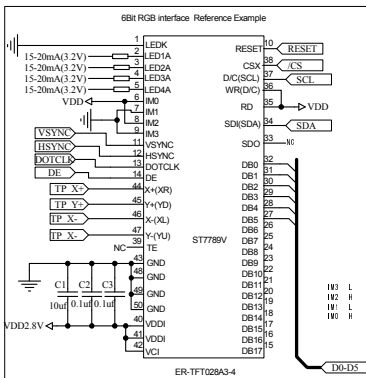 6Bit RGB interface Reference Example
1 LEDK
15-20mA(3.2V) 2 LED1A
15-20mA(3.2V) 3 LED2A
15-20mA(3.2V) 4 LED3A
15-20mA(3.2V) 5 LED4A
VDD 6 IM0
7 IM1
8 IM2
9 IM3
VSYNC 11 VSYNC
HSYNC 12 HSYNC
DOTCLK 13 DOTCLK
DE 14 DE
TP X+ 44 X+(XR)
TP Y+ 45 Y+(YD)
TP X- 46 X-(XL)
TP X- 47 Y-(YU)
NC 39 TE
43 GND
48 GND
49 GND
50 GND
C1 C2 C3
10uf 0.1uf 0.1uf
VDD2.8V 40 VDDI
41 VDDI
42 VCI
ST7789V
RESET 10 RESET
CSX 38 /CS
D/C(SCL) 37 SCL
WR(D/C) 36
RD 35 VDD
SDI(SDA) 34 SDA
SDO 33 NC
DB0 32
DB1 31
DB2 30
DB3 29
DB4 28
DB5 27
DB6 26
DB7 25
DB8 24
DB9 23
DB10 22
DB11 21
DB12 20
DB13 19
DB14 18
DB15 17
DB16 16
DB17 15
IM3 L
IM2 H
IM1 L
IM0 H
D0-D5
ER-TFT028A3-4